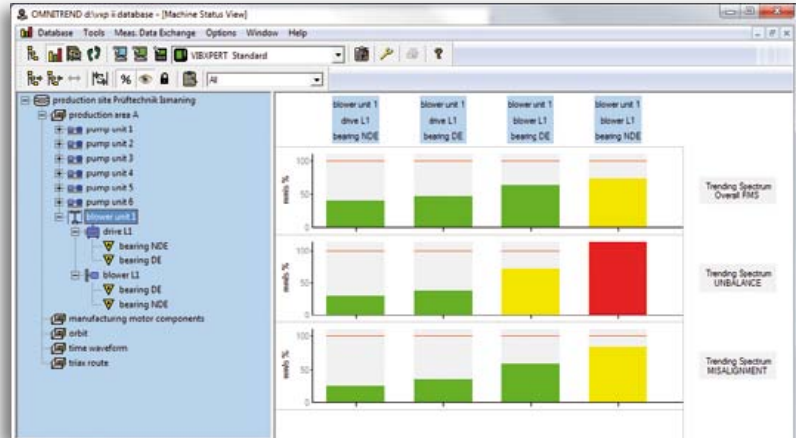 OMNITREND d:\vxp ii database - [Machine Status View]
Database Tools Meas. Data Exchange Options Window Help
VIBXPERT Standard
%
All
production site Prüftechnik Ismaning
production area A
pump unit 1
pump unit 2
pump unit 3
pump unit 4
pump unit 5
pump unit 6
blower unit 1
drive L1
bearing NDE
bearing DE
blower L1
bearing DE
bearing NDE
manufacturing motor components
orbit
time waveform
triax route
blower unit 1 blower unit 1 blower unit 1 blower unit 1
drive L1 drive L1 blower L1 blower L1
bearing NDE bearing DE bearing DE bearing NDE
100
50
mm/s %
Trending Spectrum
Overall RMS
100
50
mm/s %
Trending Spectrum
UNBALANCE
100
50
mm/s %
Trending Spectrum
MISALIGNMENT